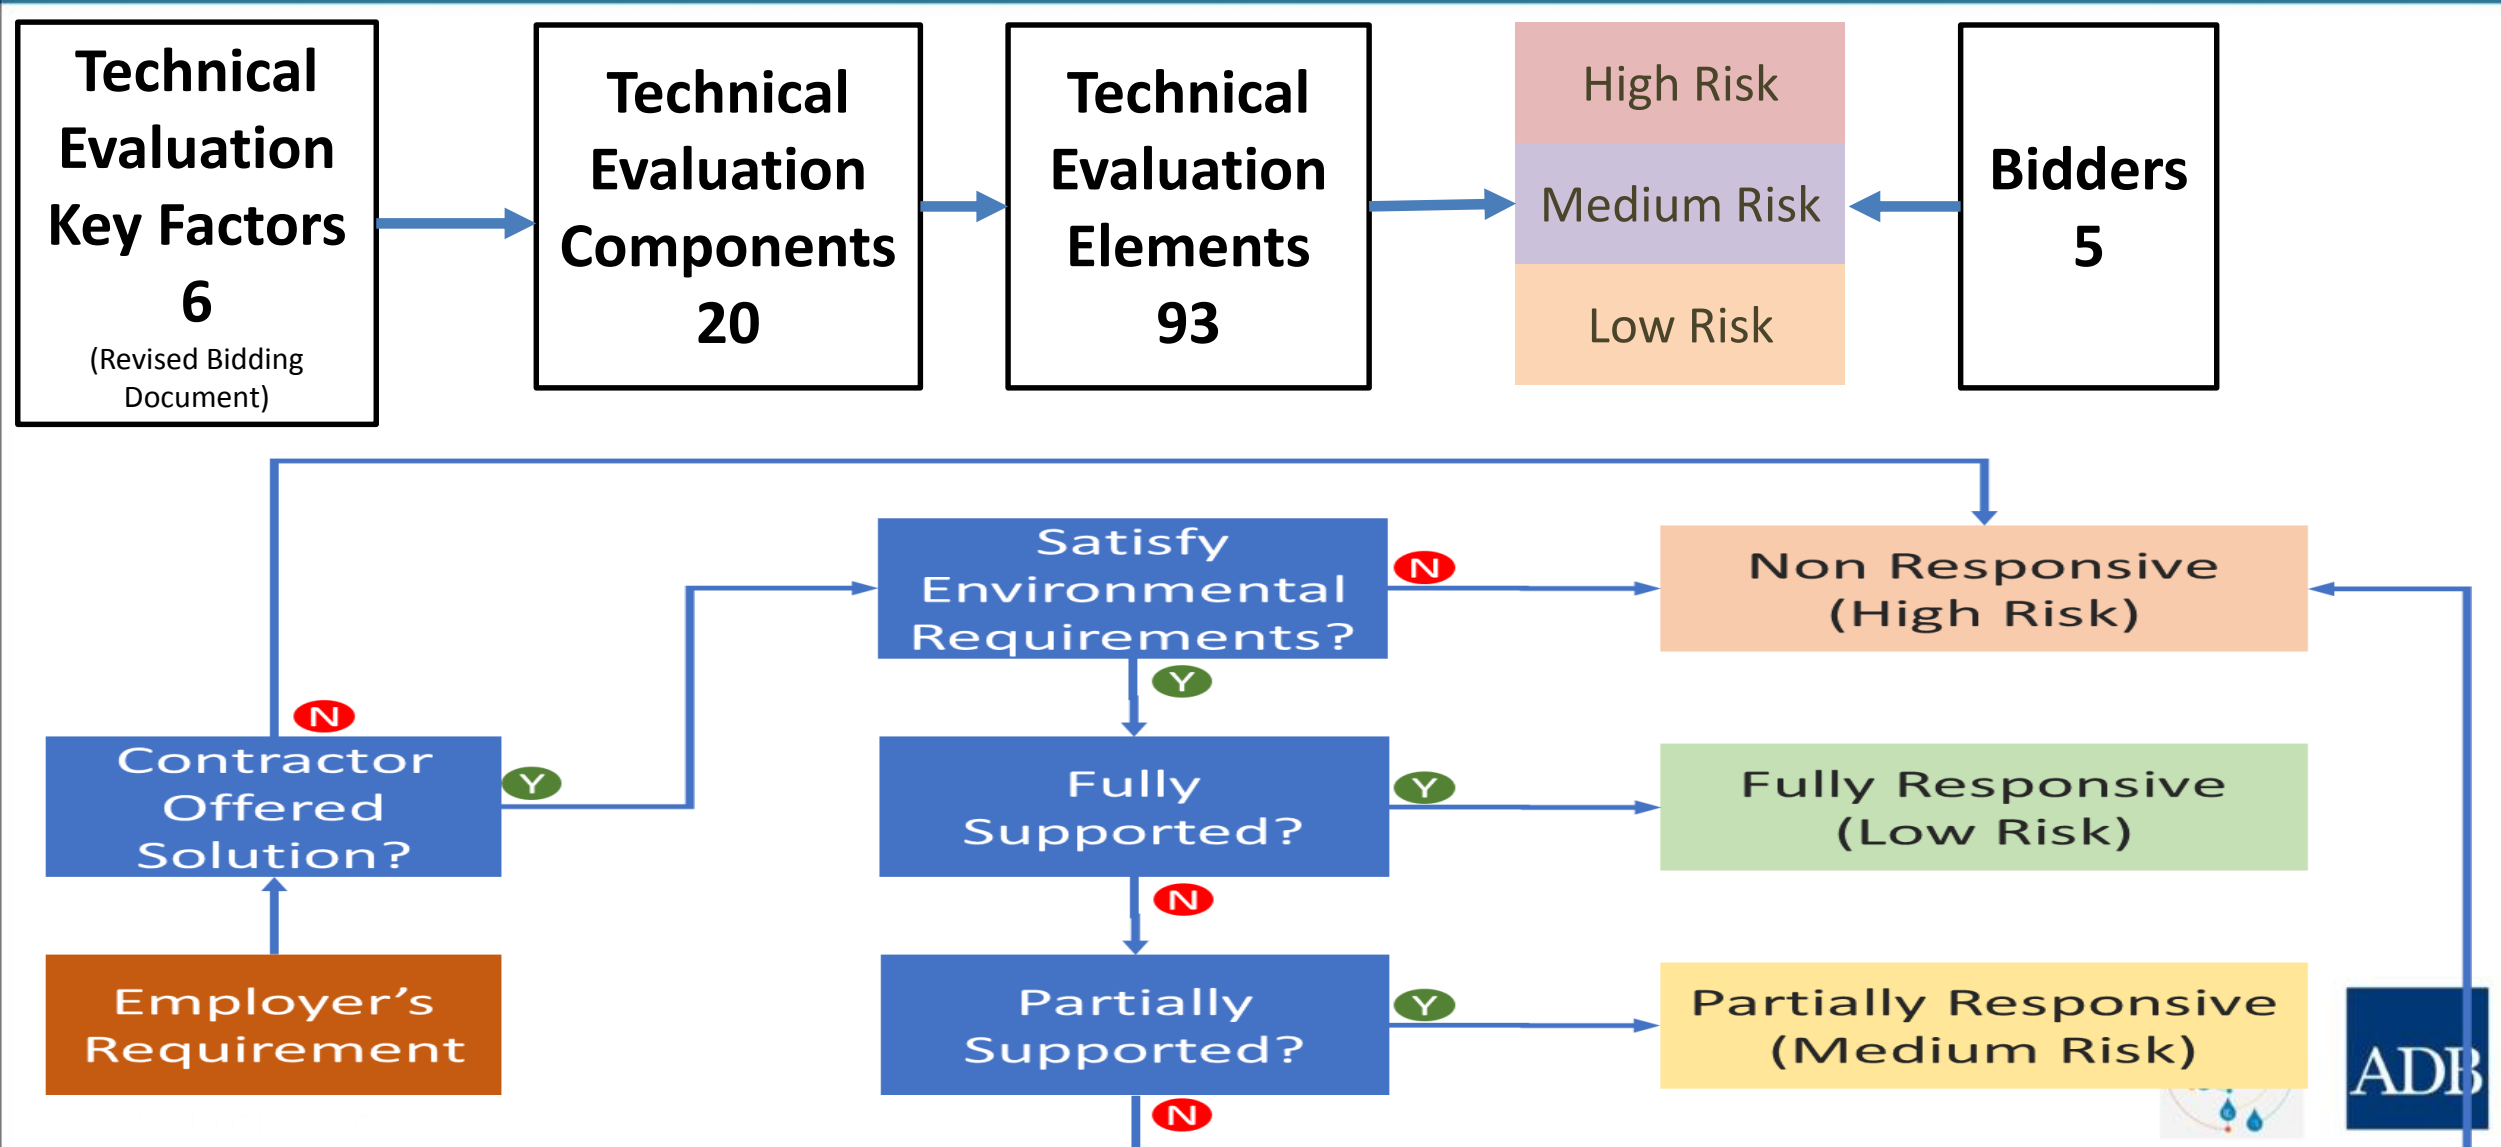 Technical
Evaluation
Key Factors
6
(Revised Bidding
Document)
Technical
Evaluation
Components
20
Technical
Evaluation
Elements
93
High Risk
Medium Risk
Low Risk
Bidders
5
Satisfy
Environmental
Requirements?
N
Non Responsive
(High Risk)
Y
N
Contractor
Offered
Solution?
Y
Fully
Supported?
Y
Fully Responsive
(Low Risk)
N
Employer’s
Requirement
Partially
Supported?
Y
Partially Responsive
(Medium Risk)
N
ADB